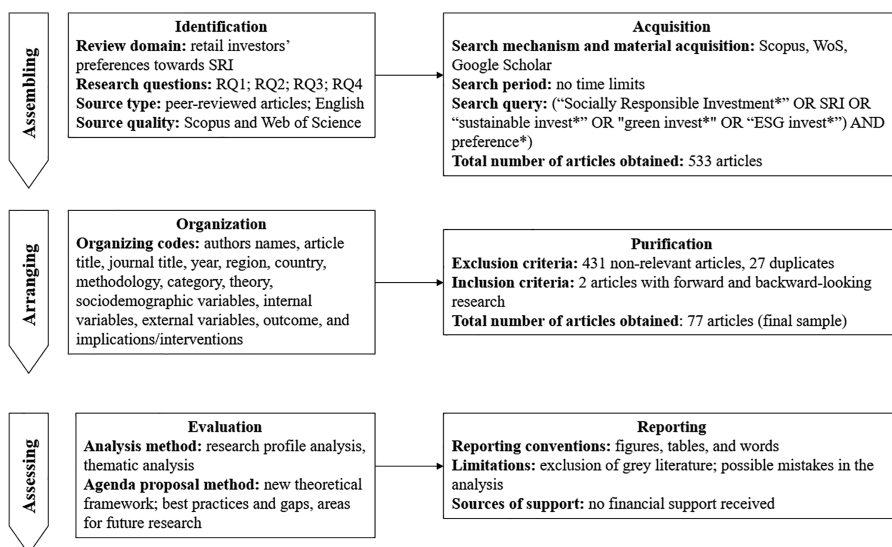 Assembling
Identification
Review domain: retail investors’
preferences towards SRI
Research questions: RQ1; RQ2; RQ3; RQ4
Source type: peer-reviewed articles; English
Source quality: Scopus and Web of Science
Acquisition
Search mechanism and material acquisition: Scopus, WoS,
Google Scholar
Search period: no time limits
Search query: (“Socially Responsible Investment*” OR SRI OR
“sustainable invest*” OR "green invest*" OR “ESG invest*”) AND
preference*)
Total number of articles obtained: 533 articles
Arranging
Organization
Organizing codes: authors names, article
title, journal title, year, region, country,
methodology, category, theory,
sociodemographic variables, internal
variables, external variables, outcome, and
implications/interventions
Purification
Exclusion criteria: 431 non-relevant articles, 27 duplicates
Inclusion criteria: 2 articles with forward and backward-looking
research
Total number of articles obtained: 77 articles (final sample)
Assessing
Evaluation
Analysis method: research profile analysis,
thematic analysis
Agenda proposal method: new theoretical
framework; best practices and gaps, areas
for future research
Reporting
Reporting conventions: figures, tables, and words
Limitations: exclusion of grey literature; possible mistakes in the
analysis
Sources of support: no financial support received